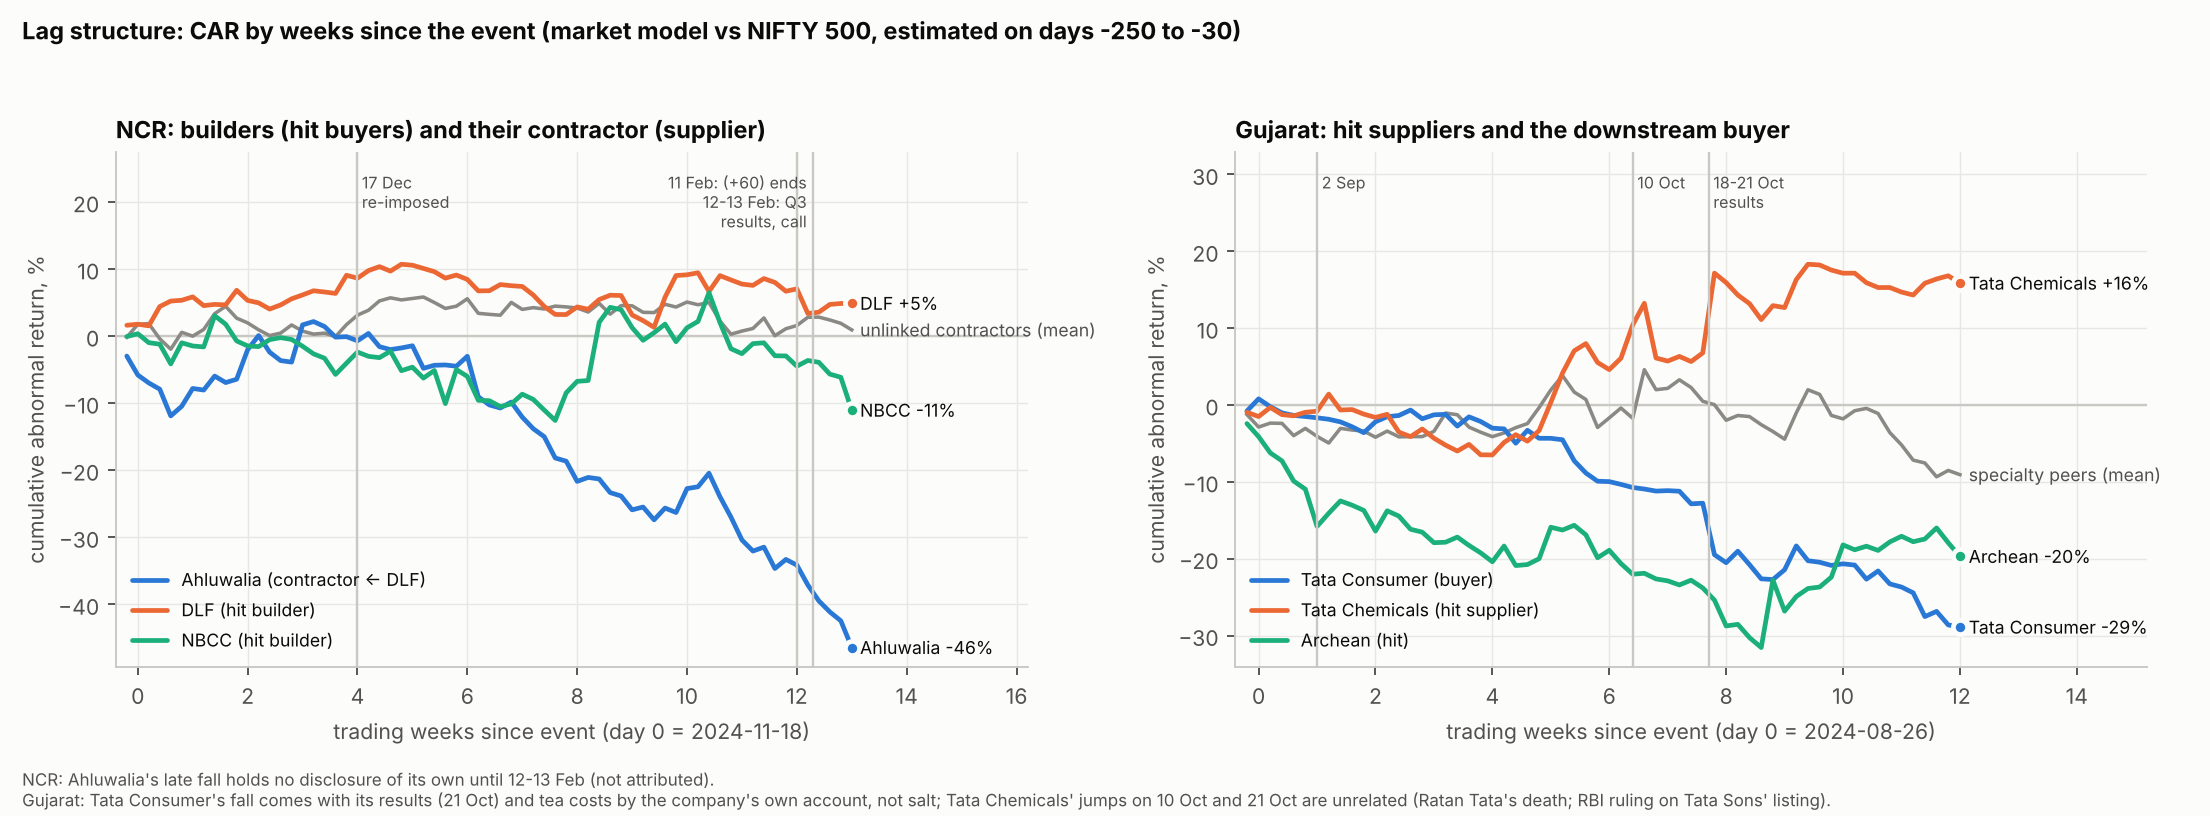 Lag structure: CAR by weeks since the event (market model vs NIFTY 500, estimated on days -250 to -30)
NCR: builders (hit buyers) and their contractor (supplier)
cumulative abnormal return, %
20
10
0
−10
−20
−30
−40
17 Dec
re-imposed
11 Feb: (+60) ends
12-13 Feb: Q3
results, call
DLF +5%
unlinked contractors (mean)
NBCC -11%
Ahluwalia -46%
Ahluwalia (contractor ← DLF)
DLF (hit builder)
NBCC (hit builder)
0 2 4 6 8 10 12 14 16
trading weeks since event (day 0 = 2024-11-18)
Gujarat: hit suppliers and the downstream buyer
cumulative abnormal return, %
30
20
10
0
−10
−20
−30
2 Sep
10 Oct
18-21 Oct
results
Tata Chemicals +16%
specialty peers (mean)
Archean -20%
Tata Consumer -29%
Tata Consumer (buyer)
Tata Chemicals (hit supplier)
Archean (hit)
0 2 4 6 8 10 12 14
trading weeks since event (day 0 = 2024-08-26)
NCR: Ahluwalia's late fall holds no disclosure of its own until 12-13 Feb (not attributed).
Gujarat: Tata Consumer's fall comes with its results (21 Oct) and tea costs by the company's own account, not salt; Tata Chemicals' jumps on 10 Oct and 21 Oct are unrelated (Ratan Tata's death; RBI ruling on Tata Sons' listing).